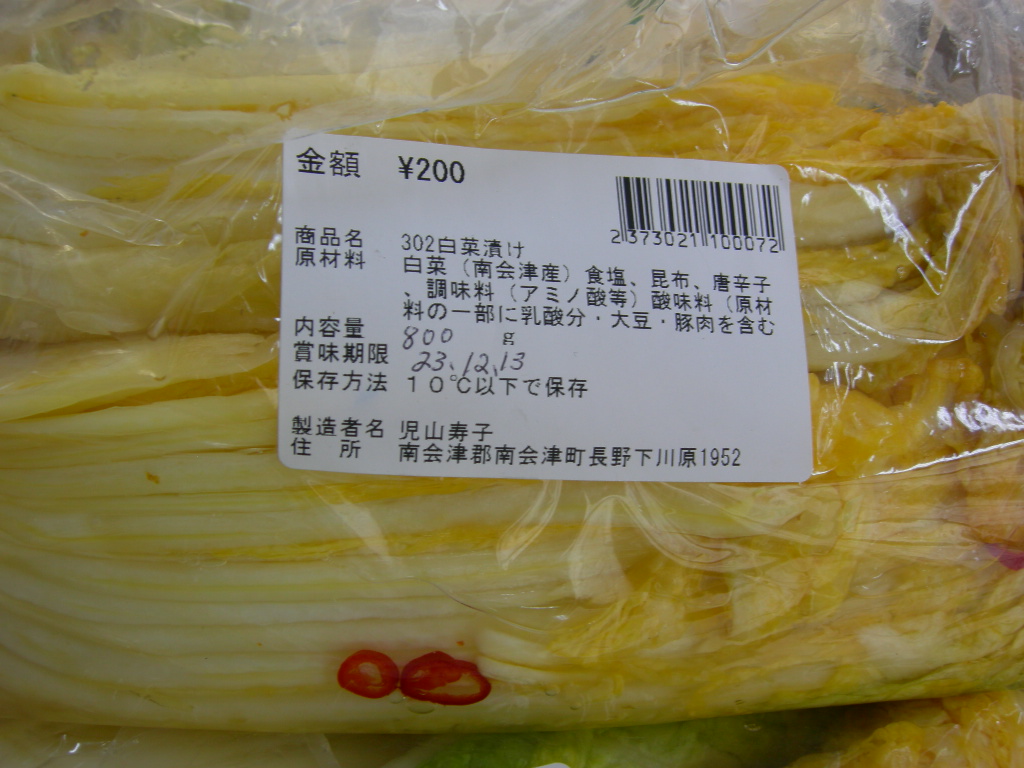 金額 ¥200
2373021100072
商品名 302白菜漬け
原材料 白菜（南会津産）食塩、昆布、唐辛子
、調味料（アミノ酸等）酸味料（原材
料の一部に乳酸分・大豆・豚肉を含む
内容量 800 g
賞味期限 23、12、13
保存方法 １０℃以下で保存
製造者名 児山寿子
住 所 南会津郡南会津町長野下川原1952